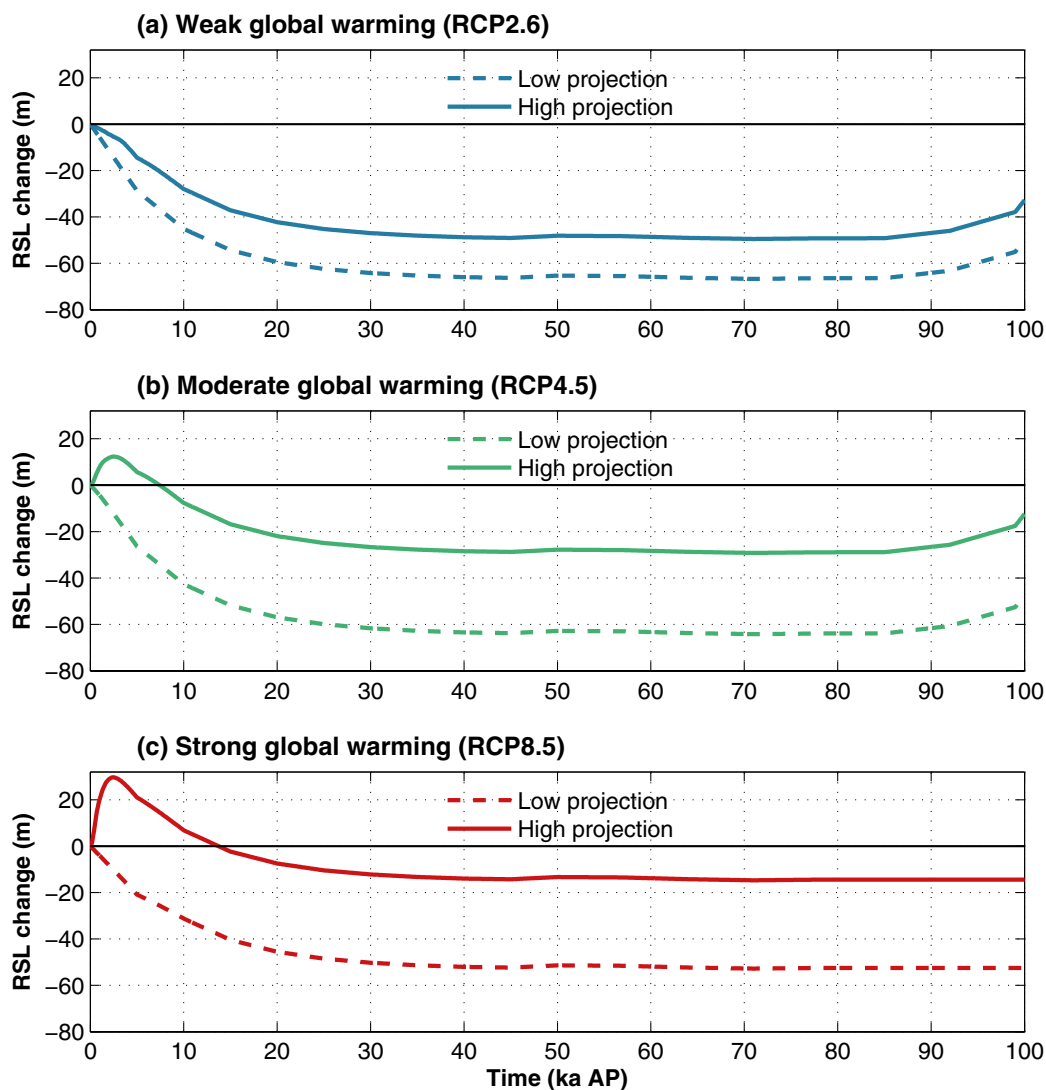 (a) Weak global warming (RCP2.6)
RSL change (m)
20
0
−20
−40
−60
−80
Low projection
High projection
0 10 20 30 40 50 60 70 80 90 100
(b) Moderate global warming (RCP4.5)
RSL change (m)
20
0
−20
−40
−60
−80
Low projection
High projection
0 10 20 30 40 50 60 70 80 90 100
(c) Strong global warming (RCP8.5)
RSL change (m)
20
0
−20
−40
−60
−80
Low projection
High projection
0 10 20 30 40 50 60 70 80 90 100
Time (ka AP)